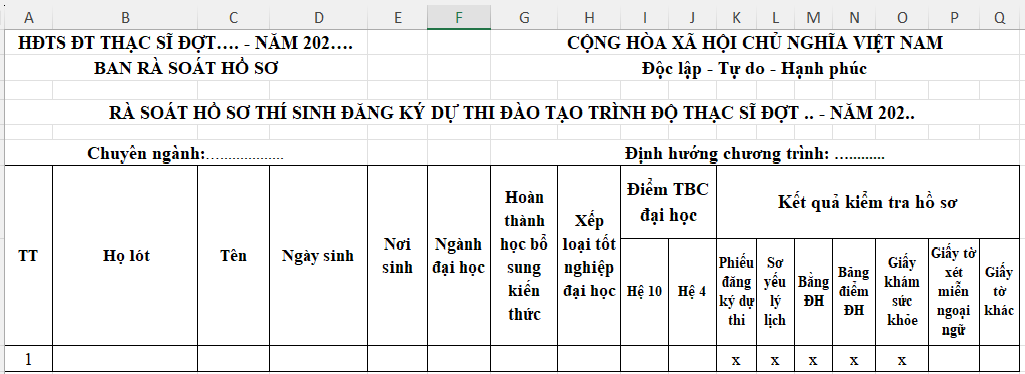 A B C D E F G H I J K L M N O P Q
HĐTS ĐT THẠC SĨ ĐỢT.... - NĂM 202…. CỘNG HÒA XÃ HỘI CHỦ NGHĨA VIỆT NAM
BAN RÀ SOÁT HỒ SƠ Độc lập - Tự do - Hạnh phúc
RÀ SOÁT HỒ SƠ THÍ SINH ĐĂNG KÝ DỰ THI ĐÀO TẠO TRÌNH ĐỘ THẠC SĨ ĐỢT .. - NĂM 202..
Chuyên ngành:….................. Định hướng chương trình: ….........
TT
Họ lót
Tên
Ngày sinh
Nơi
sinh
Ngành
đại học
Hoàn
thành
học bổ
sung
kiến
thức
Xếp
loại tốt
nghiệp
đại học
Điểm TBC
đại học
Hệ 10
Hệ 4
Kết quả kiểm tra hồ sơ
Phiếu
đăng
ký dự
thi
Sơ
yếu
lý
lịch
Bằng
ĐH
Bảng
điểm
ĐH
Giấy
khám
sức
khỏe
Giấy tờ
xét
miễn
ngoại
ngữ
Giấy
tờ
khác
1 x x x x x